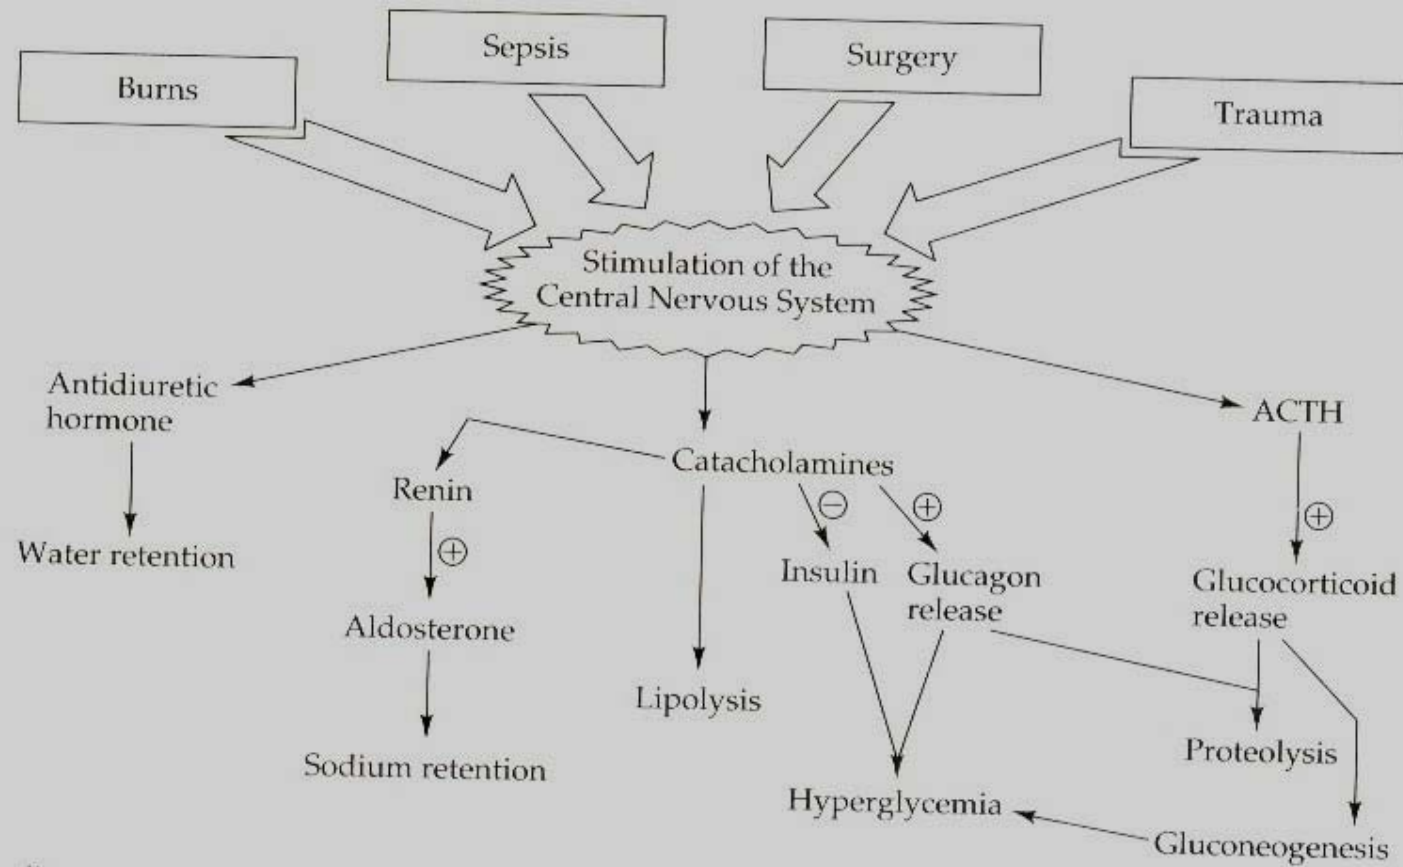 Burns
Sepsis
Surgery
Trauma
Stimulation of the
Central Nervous System
Antidiuretic
hormone
ACTH
Catacholamines
Renin
−
+
+
Water retention
+
Insulin
Glucagon
release
Glucocorticoid
release
Aldosterone
Lipolysis
Proteolysis
Sodium retention
Hyperglycemia
Gluconeogenesis